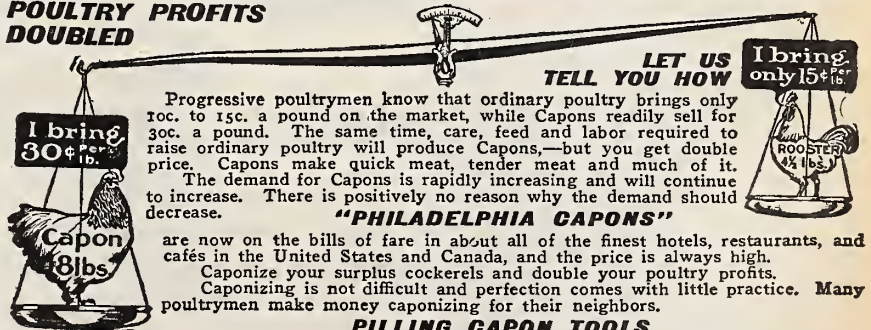 POULTRY PROFITS
DOUBLED
LET US
TELL YOU HOW
I bring
only 15¢ Per
lb.
ROOSTER
4½ lbs.
I bring
30¢ Per
lb.
Capon
8lbs.
Progressive poultrymen know that ordinary poultry brings only
10c. to 15c. a pound on the market, while Capons readily sell for
30c. a pound. The same time, care, feed and labor required to
raise ordinary poultry will produce Capons,—but you get double
price. Capons make quick meat, tender meat and much of it.
The demand for Capons is rapidly increasing and will continue
to increase. There is positively no reason why the demand should
decrease.
"PHILADELPHIA CAPONS"
are now on the bills of fare in about all of the finest hotels, restaurants, and
cafés in the United States and Canada, and the price is always high.
Caponize your surplus cockerels and double your poultry profits.
Caponizing is not difficult and perfection comes with little practice. Many
poultrymen make money caponizing for their neighbors.
PILLING CAPON TOOLS